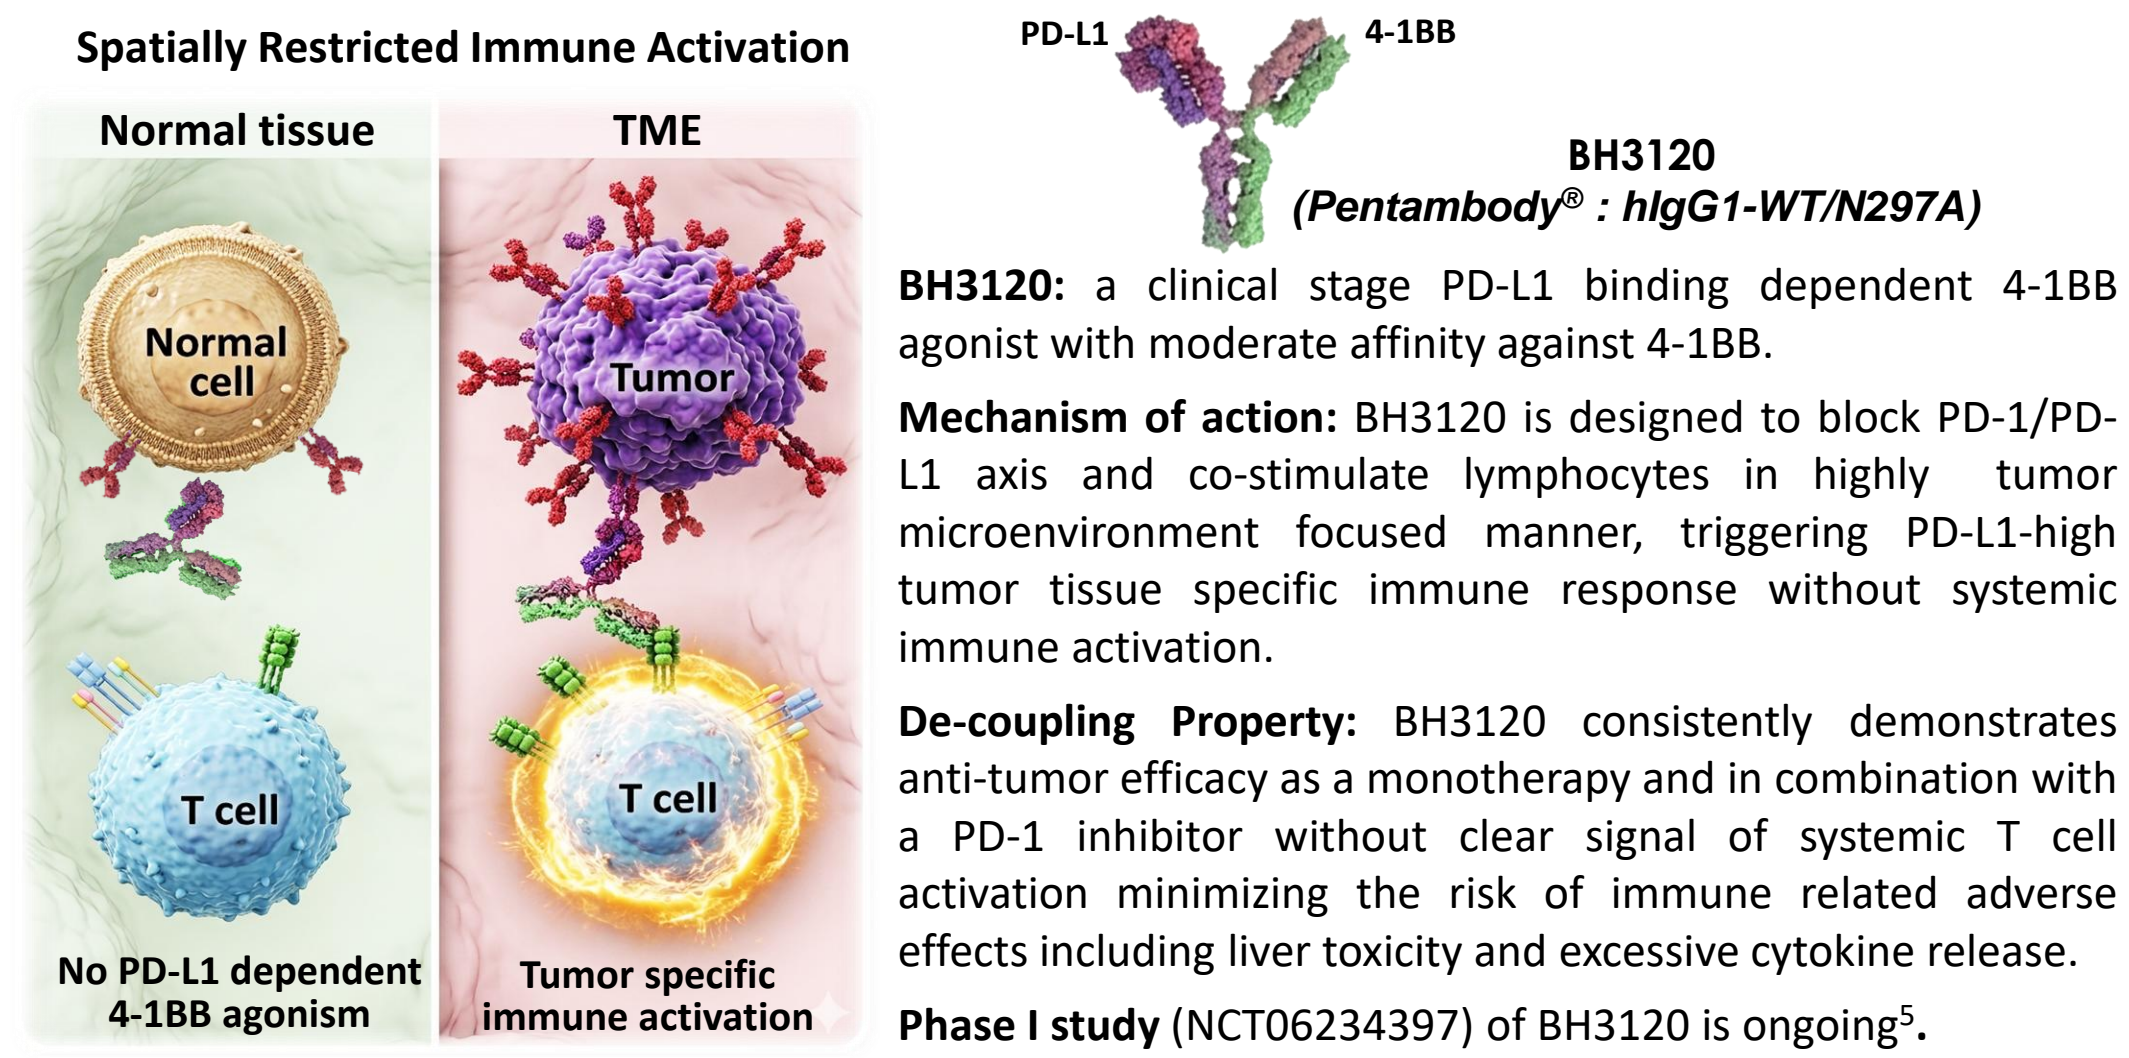 Spatially Restricted Immune Activation
Normal tissue
TME
Normal
cell
Tumor
T cell
T cell
No PD-L1 dependent
4-1BB agonism
Tumor specific
immune activation
PD-L1
4-1BB
BH3120
(Pentambody® : hIgG1-WT/N297A)
BH3120: a clinical stage PD-L1 binding dependent 4-1BB
agonist with moderate affinity against 4-1BB.
Mechanism of action: BH3120 is designed to block PD-1/PD-
L1 axis and co-stimulate lymphocytes in highly tumor
microenvironment focused manner, triggering PD-L1-high
tumor tissue specific immune response without systemic
immune activation.
De-coupling Property: BH3120 consistently demonstrates
anti-tumor efficacy as a monotherapy and in combination with
a PD-1 inhibitor without clear signal of systemic T cell
activation minimizing the risk of immune related adverse
effects including liver toxicity and excessive cytokine release.
Phase I study (NCT06234397) of BH3120 is ongoing⁵.